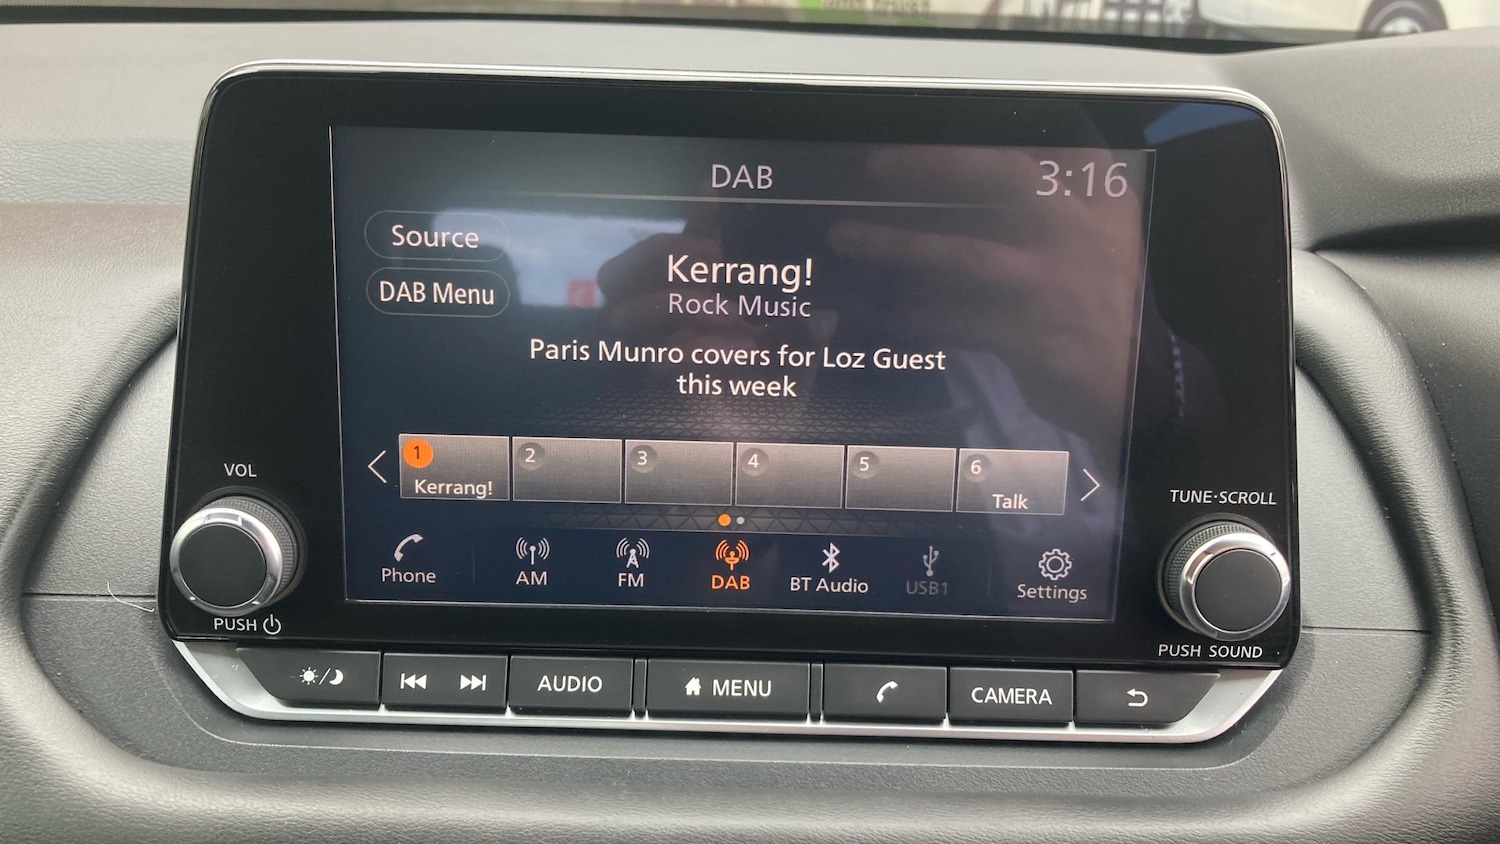 and trust.
DAB
3:16
Source
Kerrang!
DAB Menu
Rock Music
Paris Munro covers for Loz Guest
this week
1
2
3
4
5
6
Kerrang!
Talk
VOL
TUNE·SCROLL
Phone
AM
FM
DAB
BT Audio
USB1
Settings
PUSH
PUSH SOUND
AUDIO
MENU
CAMERA